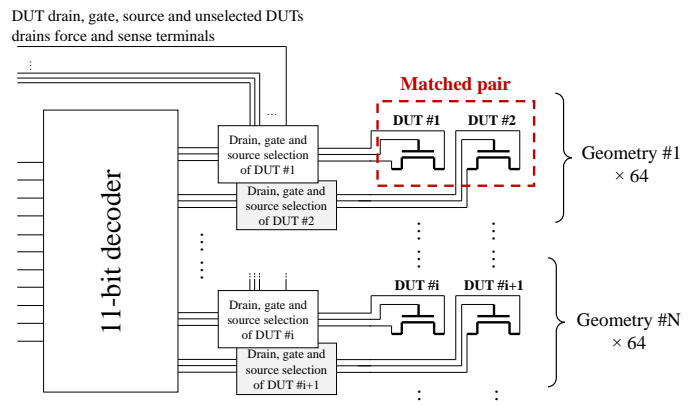 DUT drain, gate, source and unselected DUTs
drains force and sense terminals
Matched pair
DUT #1 DUT #2
Drain, gate and
source selection
of DUT #1
Drain, gate and
source selection
of DUT #2
Geometry #1
× 64
11-bit decoder
DUT #i DUT #i+1
Drain, gate and
source selection
of DUT #i
Drain, gate and
source selection
of DUT #i+1
Geometry #N
× 64